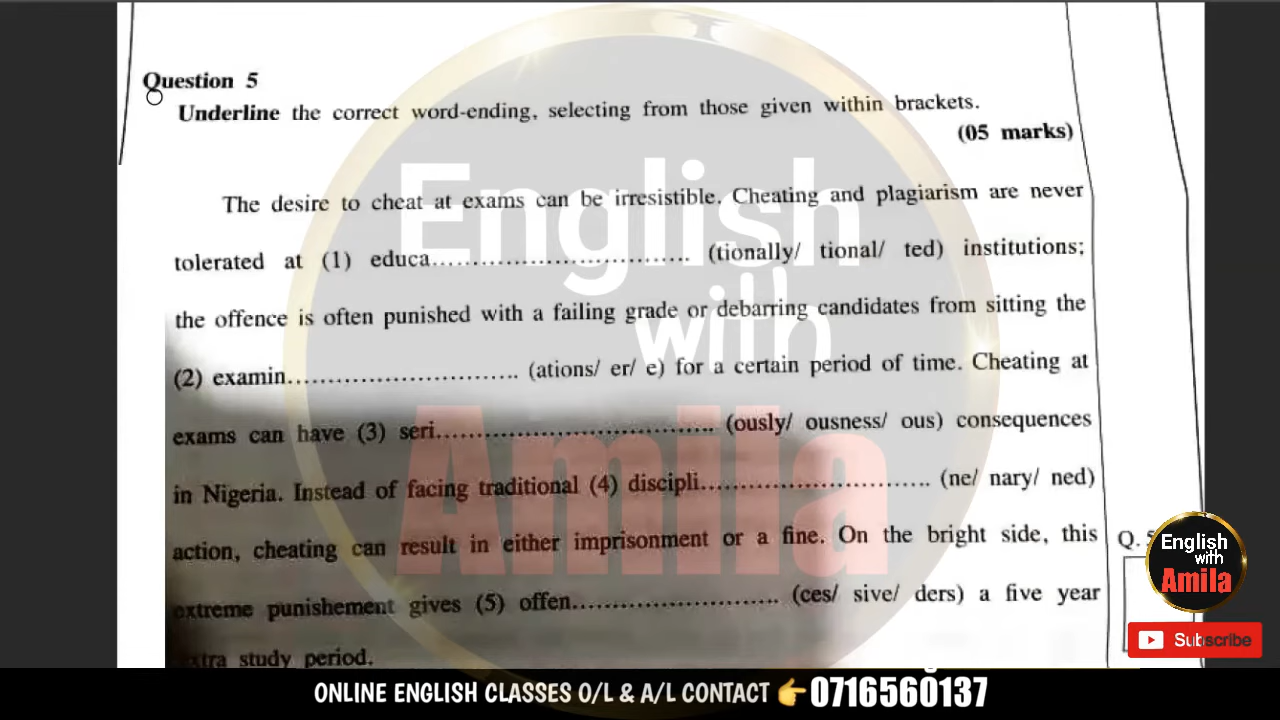 Question 5
Underline the correct word-ending, selecting from those given within brackets.
(05 marks)
The desire to cheat at exams can be irresistible. Cheating and plagiarism are never
tolerated at (1) educa................................ (tionally/ tional/ ted) institutions;
the offence is often punished with a failing grade or debarring candidates from sitting the
(2) examin............................ (ations/ er/ e) for a certain period of time. Cheating at
exams can have (3) seri.................................. (ously/ ousness/ ous) consequences
in Nigeria. Instead of facing traditional (4) discipli............................ (ne/ nary/ ned)
action, cheating can result in either imprisonment or a fine. On the bright side, this
extreme punishement gives (5) offen......................... (ces/ sive/ ders) a five year
extra study period.
Q. 5
English
with
Amila
English
with
Amila
Subscribe
ONLINE ENGLISH CLASSES O/L & A/L CONTACT 👉0716560137